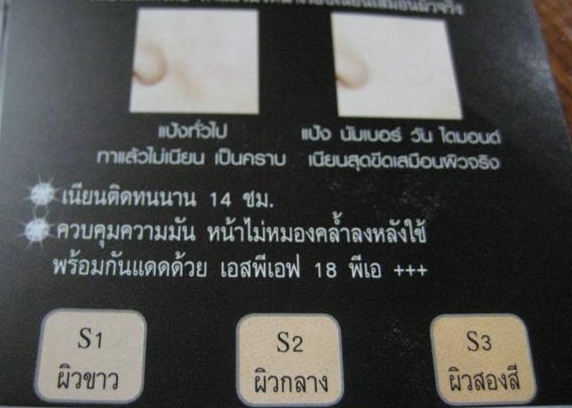 แป้งทั่วไป
ทาแล้วไม่เนียน เป็นคราบ
แป้ง นัมเบอร์ วัน ไดมอนด์
เนียนสุดขีดเสมือนผิวจริง
เนียนติดทนนาน 14 ชม.
ควบคุมความมัน หน้าไม่หมองคล้ำลงหลังใช้
พร้อมกันแดดด้วย เอสพีเอฟ 18 พีเอ +++
S1
ผิวขาว
S2
ผิวกลาง
S3
ผิวสองสี